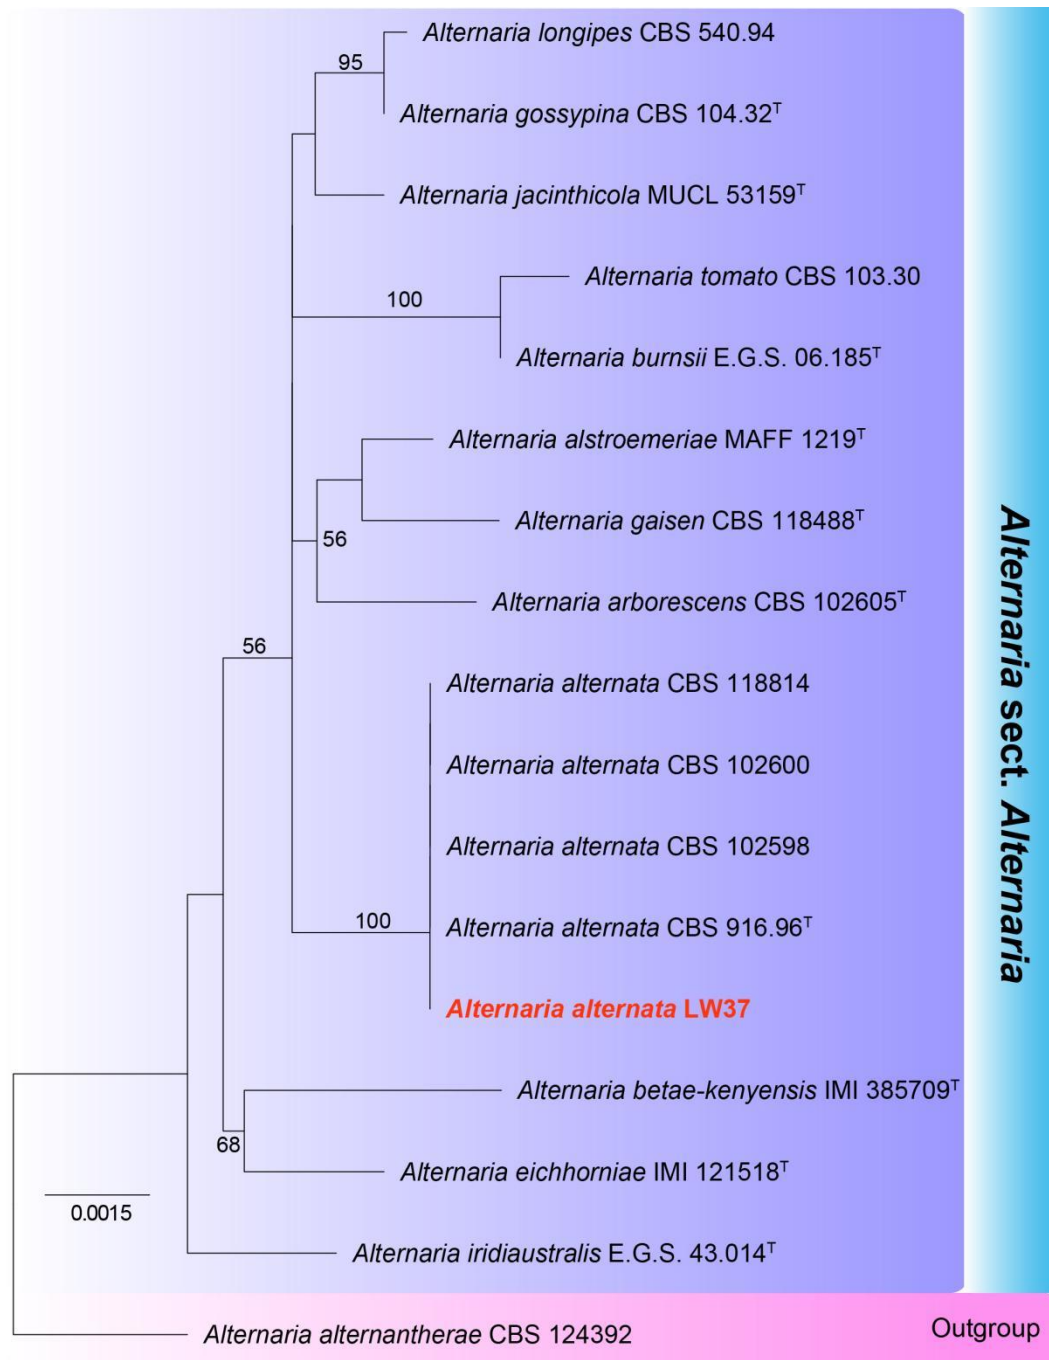 Alternaria longipes CBS 540.94
95
Alternaria gossypina CBS 104.32ᵀ
Alternaria jacinthicola MUCL 53159ᵀ
Alternaria tomato CBS 103.30
100
Alternaria burnsii E.G.S. 06.185ᵀ
Alternaria alstroemeriae MAFF 1219ᵀ
Alternaria gaisen CBS 118488ᵀ
56
Alternaria arborescens CBS 102605ᵀ
56
Alternaria alternata CBS 118814
Alternaria alternata CBS 102600
Alternaria alternata CBS 102598
100
Alternaria alternata CBS 916.96ᵀ
Alternaria alternata LW37
Alternaria betae-kenyensis IMI 385709ᵀ
68
Alternaria eichhorniae IMI 121518ᵀ
0.0015
Alternaria iridiaustralis E.G.S. 43.014ᵀ
Alternaria alternantherae CBS 124392
Outgroup
Alternaria sect. Alternaria